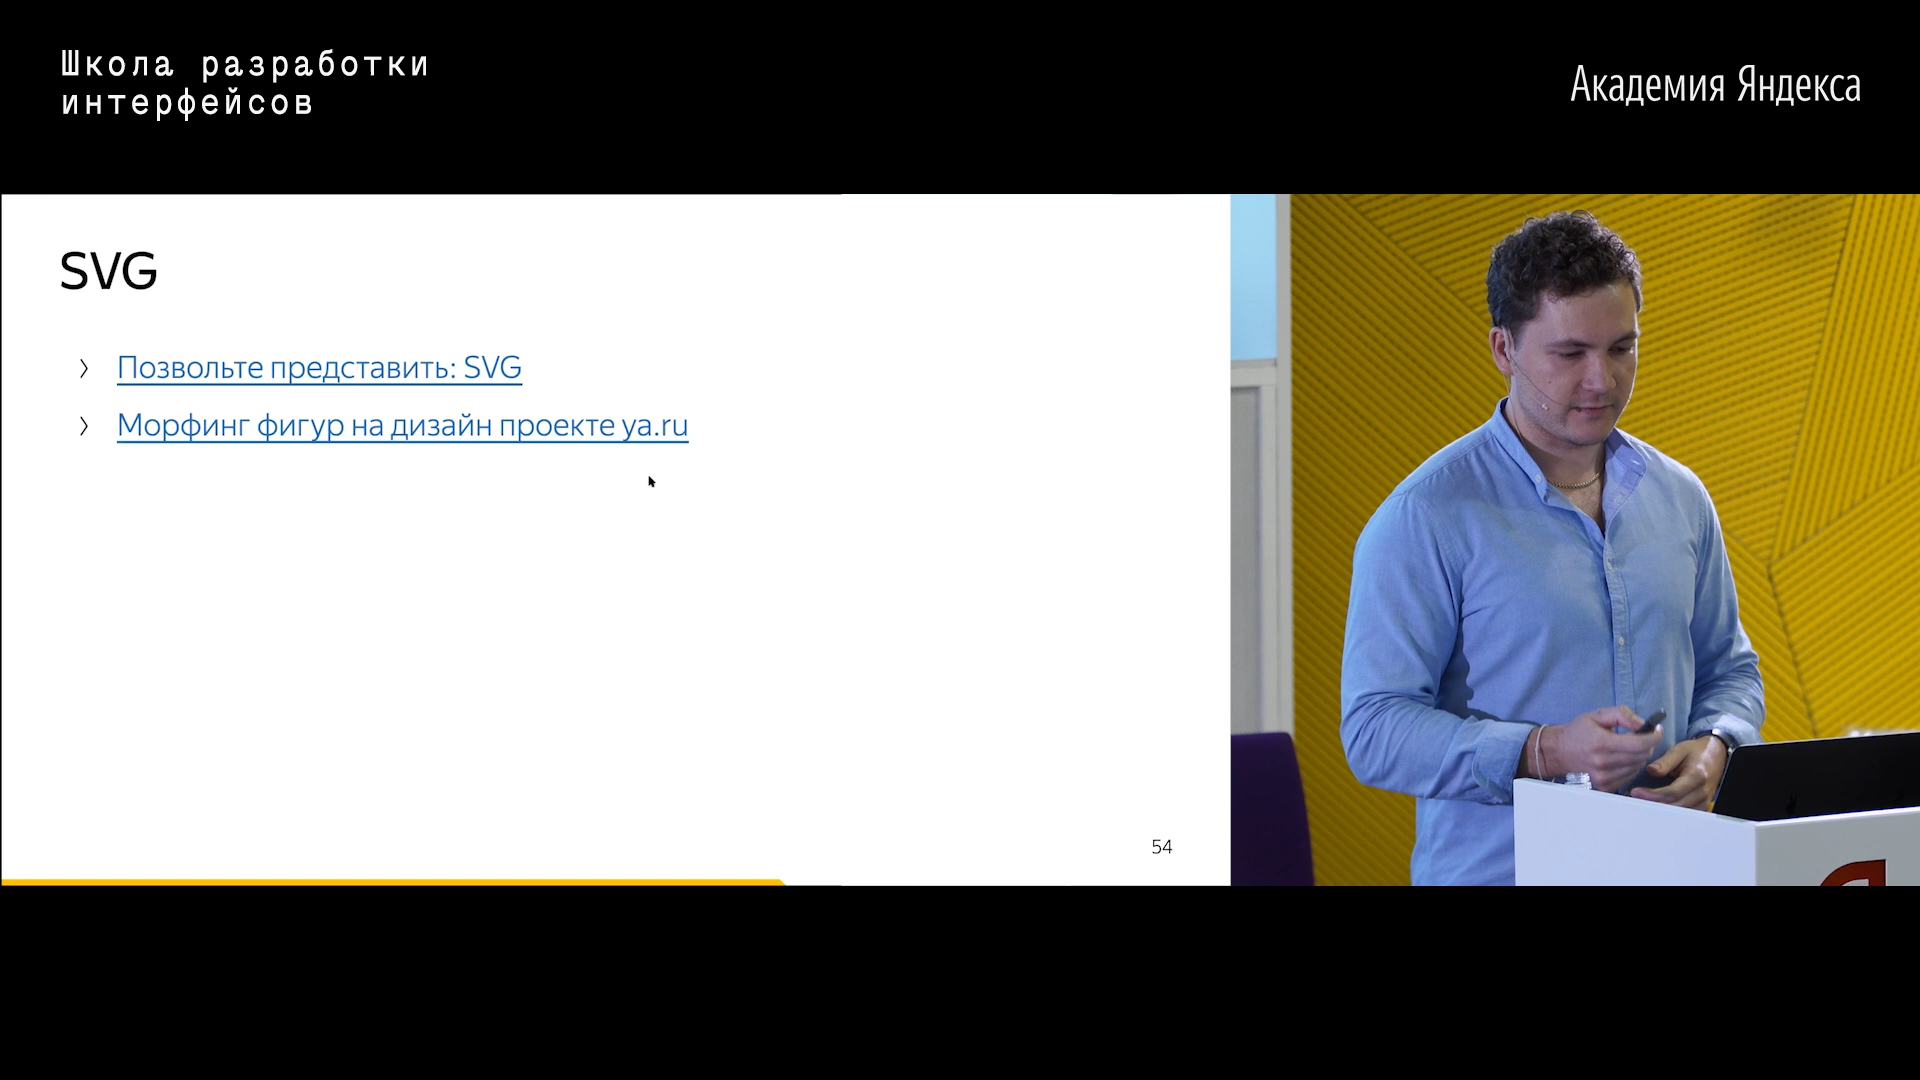 Школа разработки
интерфейсов
Академия Яндекса
SVG
Позвольте представить: SVG
Морфинг фигур на дизайн проекте ya.ru
54